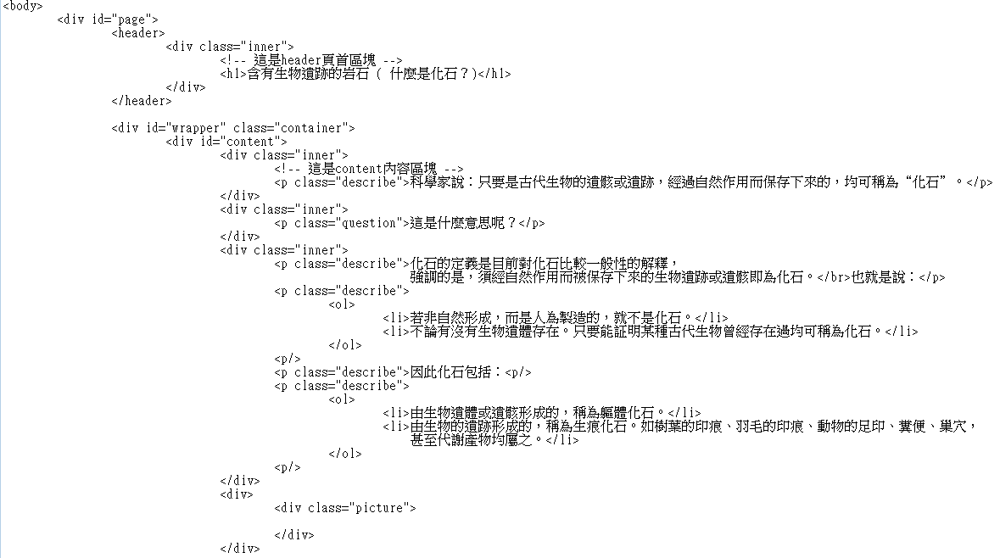 <body>
<div id="page">
<header>
<div class="inner">
<!-- 這是header頁首區塊 -->
<h1>含有生物遺跡的岩石 ( 什麼是化石？)</h1>
</div>
</header>
<div id="wrapper" class="container">
<div id="content">
<div class="inner">
<!-- 這是content內容區塊 -->
<p class="describe">科學家說：只要是古代生物的遺骸或遺跡，經過自然作用而保存下來的，均可稱為“化石”。</p>
</div>
<div class="inner">
<p class="question">這是什麼意思呢？</p>
</div>
<div class="inner">
<p class="describe">化石的定義是目前對化石比較一般性的解釋，
強調的是，須經自然作用而被保存下來的生物遺跡或遺骸即為化石。</br>也就是說：</p>
<p class="describe">
<ol>
<li>若非自然形成，而是人為製造的，就不是化石。</li>
<li>不論有沒有生物遺體存在。只要能証明某種古代生物曾經存在過均可稱為化石。</li>
</ol>
<p/>
<p class="describe">因此化石包括：<p/>
<p class="describe">
<ol>
<li>由生物遺體或遺骸形成的，稱為軀體化石。</li>
<li>由生物的遺跡形成的，稱為生痕化石。如樹葉的印痕、羽毛的印痕、動物的足印、糞便、巢穴，
甚至代謝產物均屬之。</li>
</ol>
<p/>
</div>
<div>
<div class="picture">
</div>
</div>